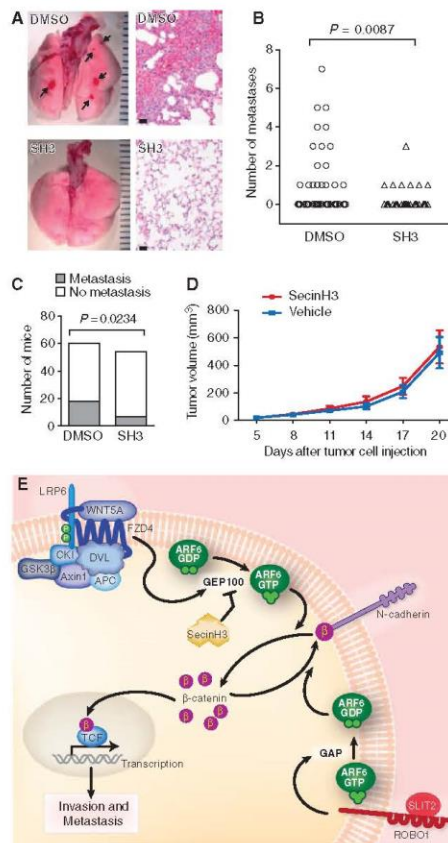 A
DMSO
DMSO
SH3
SH3
B
P = 0.0087
Number of metastases
8
6
4
2
0
DMSO
SH3
C
Metastasis
No metastasis
P = 0.0234
Number of mice
80
60
40
20
0
DMSO
SH3
D
SecinH3
Vehicle
Tumor volume (mm³)
800
600
400
200
0
5
8
11
14
17
20
Days after tumor cell injection
E
LRP6
WNT5A
FZD4
P
P
CKI
DVL
GSK3β
Axin1
APC
ARF6
GDP
GEP100
ARF6
GTP
SecinH3
β
N-cadherin
β
β
β
β
β
β-catenin
β
TCF
Transcription
Invasion and
Metastasis
ARF6
GDP
GAP
ARF6
GTP
SLIT2
ROBO1